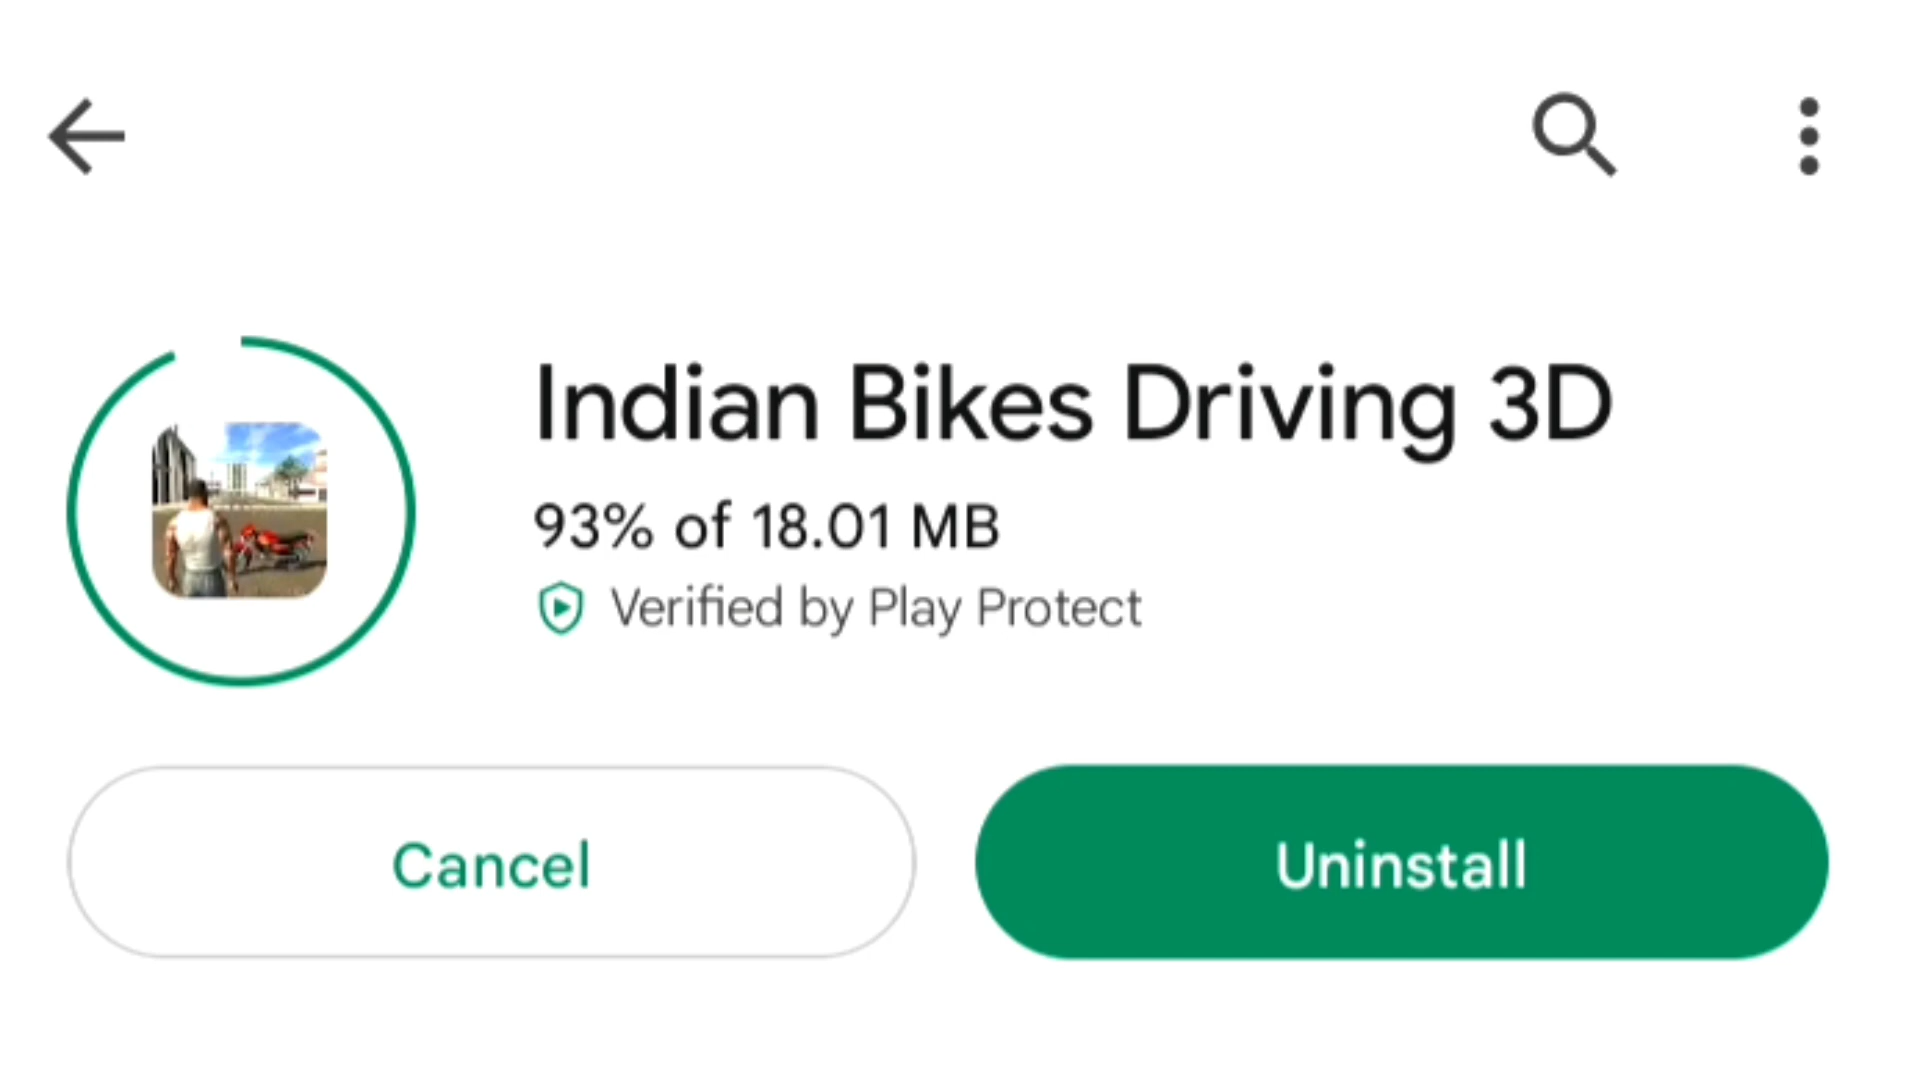 Indian Bikes Driving 3D
93% of 18.01 MB
Verified by Play Protect
Cancel
Uninstall